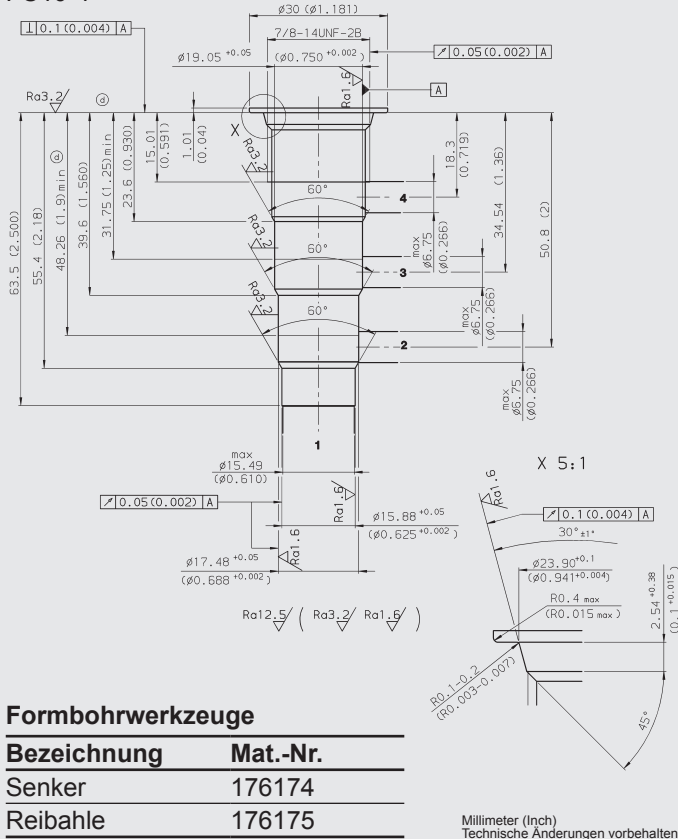 ø30 (ø1.181)
⊥ 0.1(0.004) A
7/8-14UNF-2B
ø19.05 +0.05 (ø0.750 +0.002)
↗ 0.05(0.002) A
Ra3.2
ⓓ
Ra1.6
A
X
63.5 (2.500)
55.4 (2.18)
48.26 (1.9)min ⓓ
39.6 (1.560)
31.75 (1.25)min
23.6 (0.930)
15.01
(0.591)
1.01
(0.04)
Ra3.2
60°
4
18.3
(0.719)
34.54 (1.36)
50.8 (2)
max
ø6.75
(ø0.266)
Ra3.2
60°
3
max
ø6.75
(ø0.266)
Ra3.2
60°
2
max
ø6.75
(ø0.266)
1
max
ø15.49
(ø0.610)
↗ 0.05(0.002) A
Ra1.6
Ra1.6
ø15.88 +0.05
(ø0.625 +0.002)
ø17.48 +0.05
(ø0.688 +0.002)
Ra12.5 ( Ra3.2 Ra1.6 )
X 5:1
Ra1.6
↗ 0.1(0.004) A
30° ±1°
ø23.90 +0.1
(ø0.941 +0.004)
R0.4 max
(R0.015 max)
2.54 +0.38
(0.1 +0.015)
R0.1-0.2
(R0.003-0.007)
45°
Formbohrwerkzeuge
Bezeichnung Mat.-Nr.
Senker 176174
Reibahle 176175
Millimeter (Inch)
Technische Änderungen vorbehalten